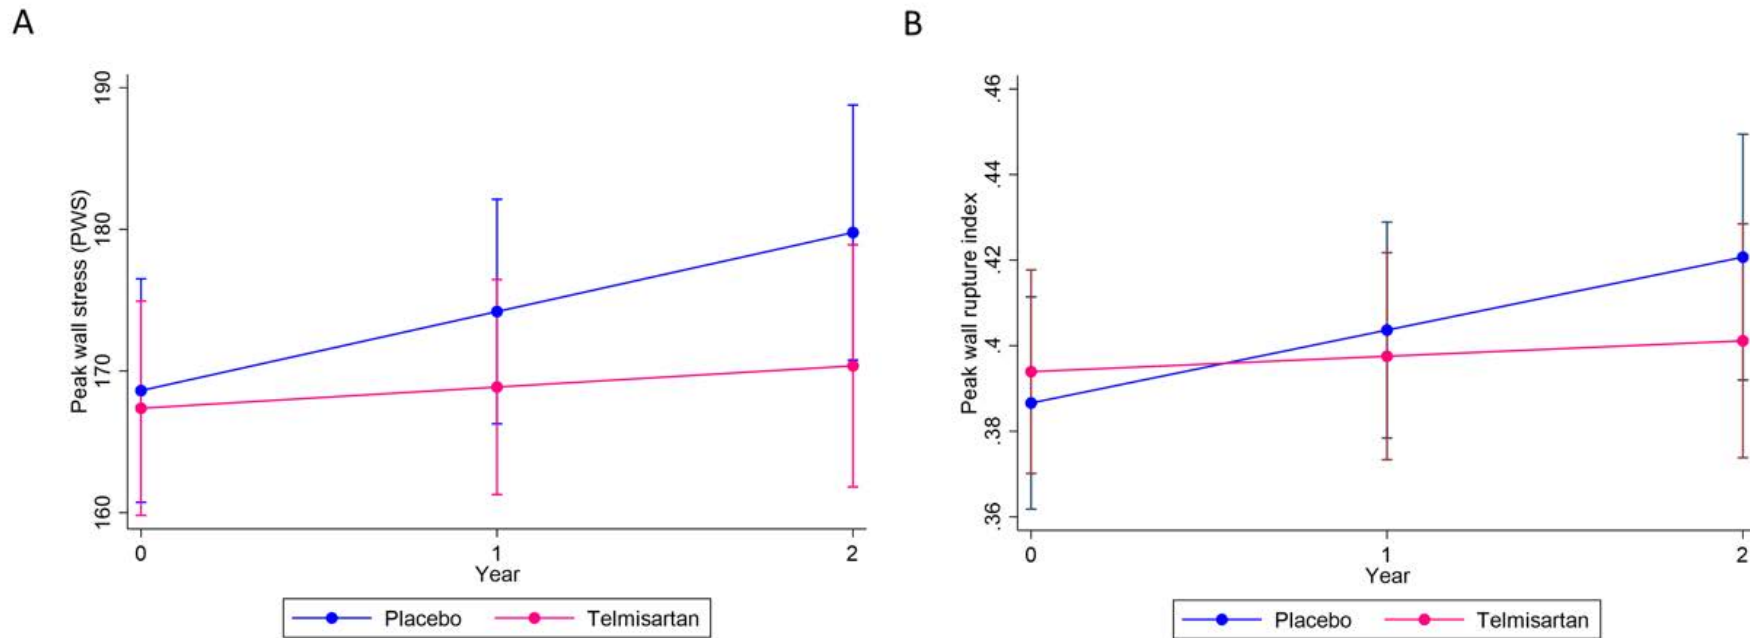 A
Peak wall stress (PWS)
190
180
170
160
0 1 2
Year
Placebo Telmisartan
B
Peak wall rupture index
.46
.44
.42
.4
.38
.36
0 1 2
Year
Placebo Telmisartan